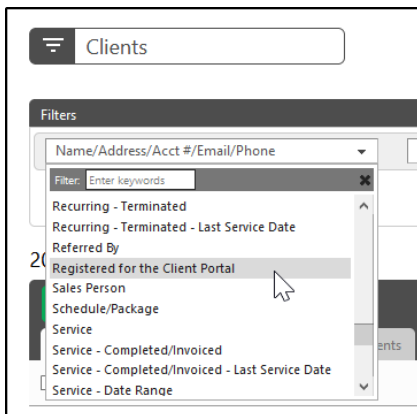 Clients
Filters
Name/Address/Acct #/Email/Phone
Filter: Enter keywords
Recurring - Terminated
Recurring - Terminated - Last Service Date
Referred By
20
Registered for the Client Portal
Sales Person
Schedule/Package
Service
Service - Completed/Invoiced
ents
Service - Completed/Invoiced - Last Service Date
Service - Date Range